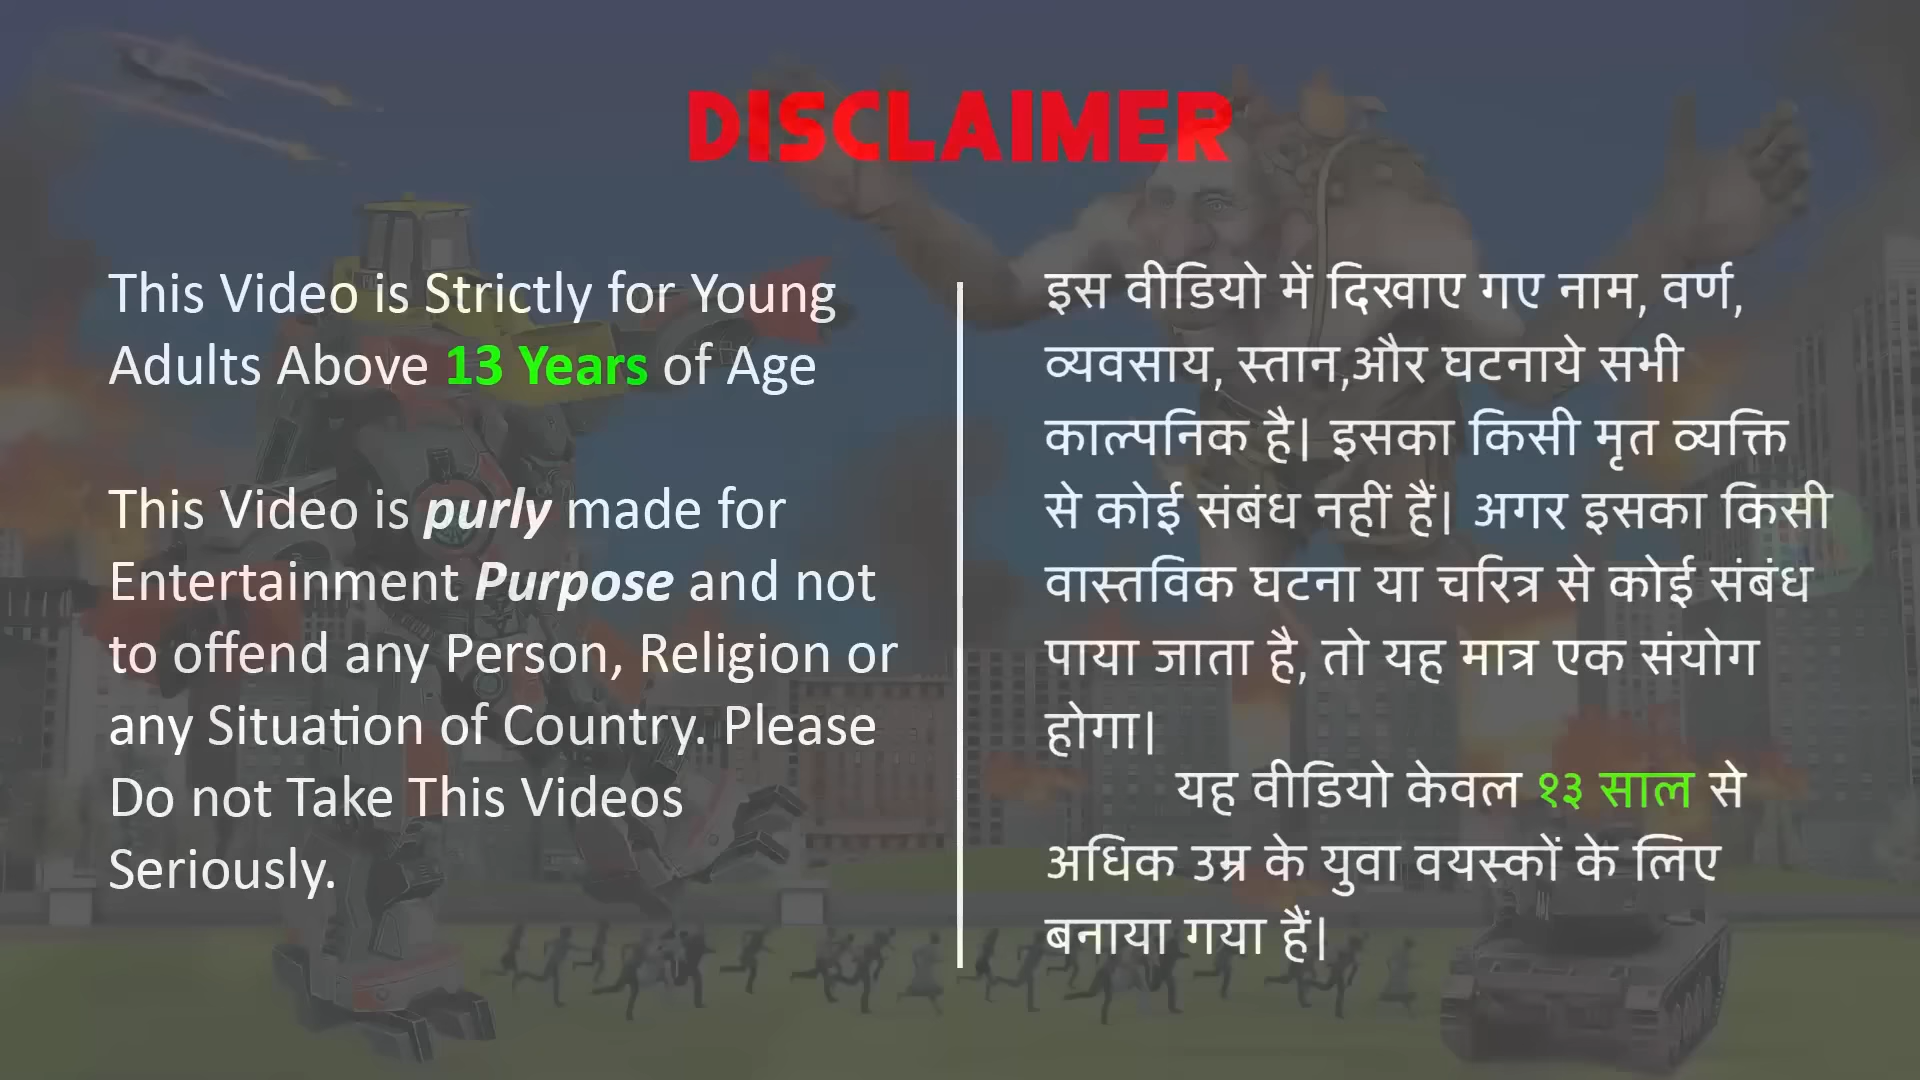 DISCLAIMER
This Video is Strictly for Young
Adults Above 13 Years of Age
This Video is purly made for
Entertainment Purpose and not
to offend any Person, Religion or
any Situation of Country. Please
Do not Take This Videos
Seriously.
इस वीडियो में दिखाए गए नाम, वर्ण,
व्यवसाय, स्तान,और घटनाये सभी
काल्पनिक है| इसका किसी मृत व्यक्ति
से कोई संबंध नहीं हैं| अगर इसका किसी
वास्तविक घटना या चरित्र से कोई संबंध
पाया जाता है, तो यह मात्र एक संयोग
होगा|
यह वीडियो केवल १३ साल से
अधिक उम्र के युवा वयस्कों के लिए
बनाया गया हैं|